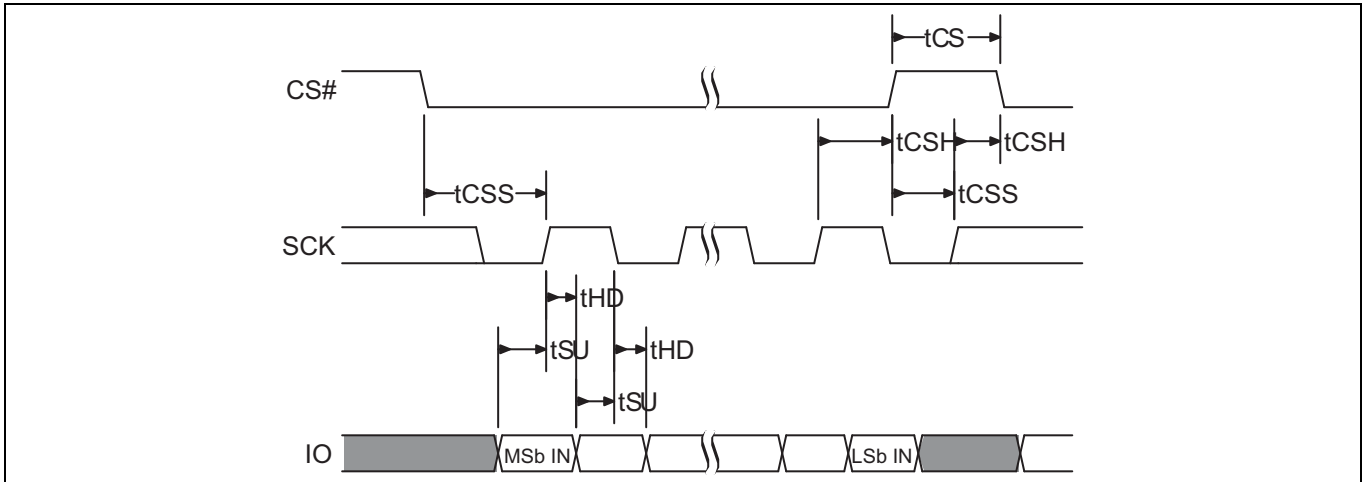 tCS
CS#
tCSH
tCSH
tCSS
tCSS
SCK
tHD
tSU
tHD
tSU
IO
MSb IN
LSb IN